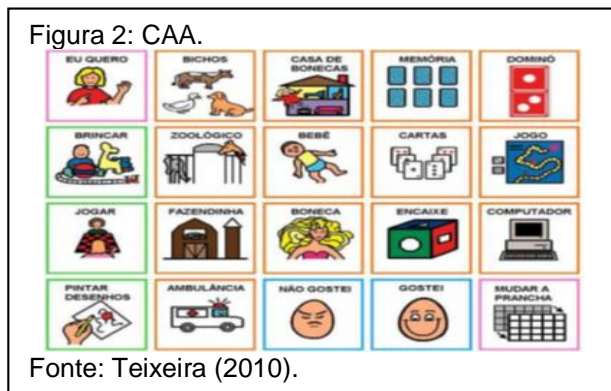 Figura 2: CAA.
EU QUERO
BICHOS
CASA DE
BONECAS
MEMÓRIA
DOMINÓ
BRINCAR
ZOOLÓGICO
BEBÊ
CARTAS
JOGO
JOGAR
FAZENDINHA
BONECA
ENCAIXE
COMPUTADOR
PINTAR
DESENHOS
AMBULÂNCIA
NÃO GOSTEI
GOSTEI
MUDAR A
PRANCHA
Fonte: Teixeira (2010).